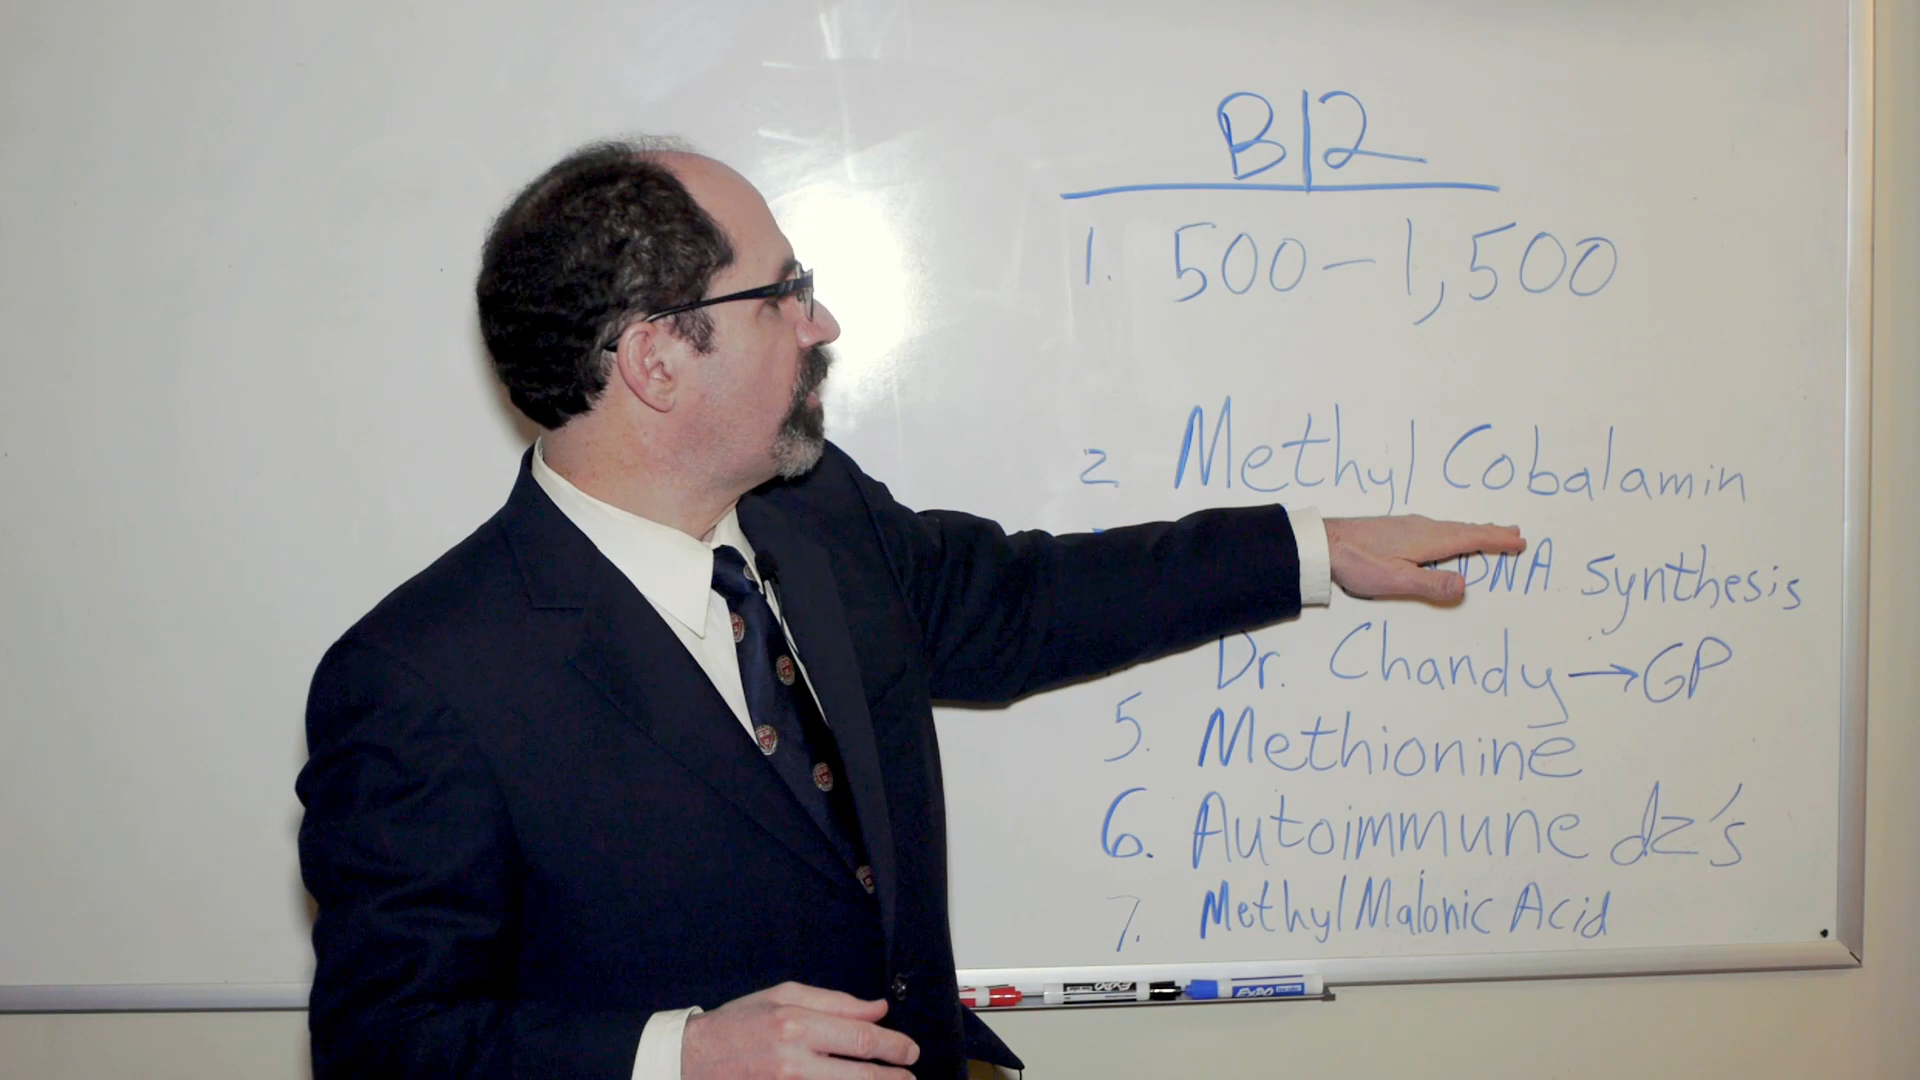 B12
1. 500-1,500
2 Methyl Cobalamin
DNA Synthesis
Dr. Chandy → GP
5. Methionine
6. Autoimmune dz's
7. Methyl Malonic Acid
EXPO EXPO